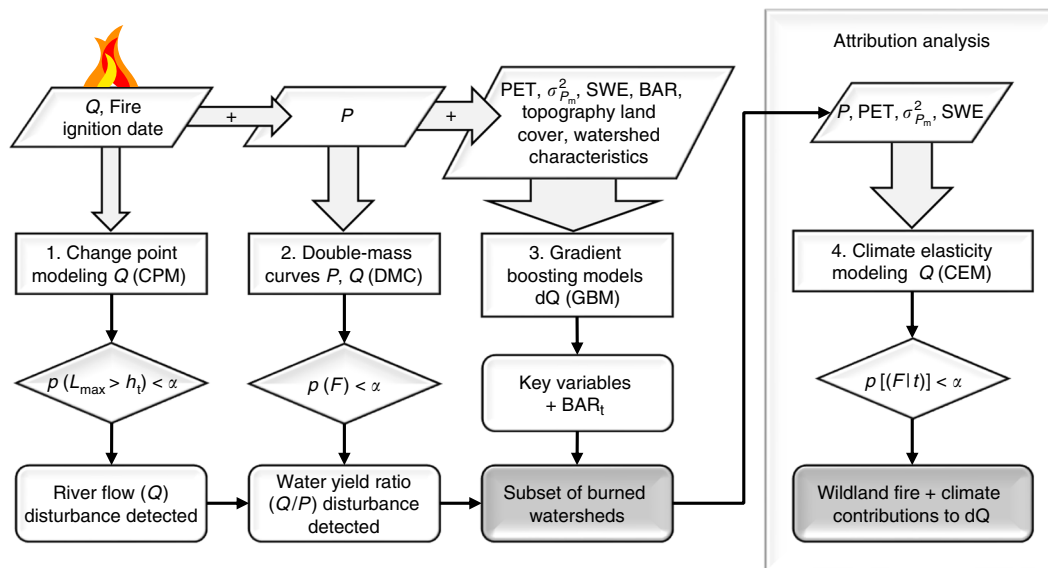 Attribution analysis
Q, Fire
ignition date
+
P
+
PET, σ²Pm, SWE, BAR,
topography land
cover, watershed
characteristics
P, PET, σ²Pm, SWE
1. Change point
modeling Q (CPM)
2. Double-mass
curves P, Q (DMC)
3. Gradient
boosting models
dQ (GBM)
4. Climate elasticity
modeling Q (CEM)
p (Lmax > ht) < α
p (F) < α
Key variables
+ BARt
p [(F| t)] < α
River flow (Q)
disturbance detected
Water yield ratio
(Q/P) disturbance
detected
Subset of burned
watersheds
Wildland fire + climate
contributions to dQ